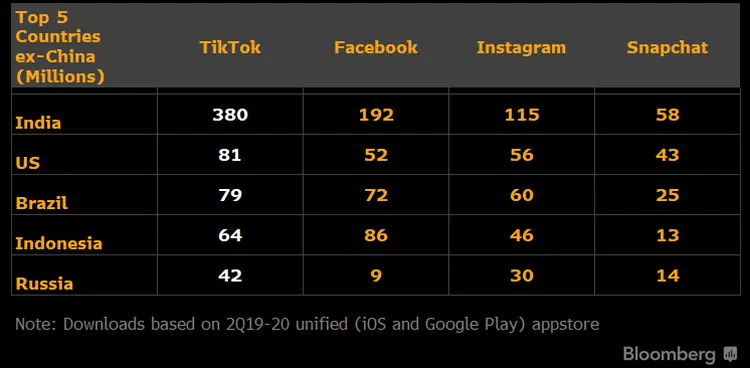 Top 5
Countries
ex-China
(Millions)
TikTok Facebook Instagram Snapchat
India 380 192 115 58
US 81 52 56 43
Brazil 79 72 60 25
Indonesia 64 86 46 13
Russia 42 9 30 14
Note: Downloads based on 2Q19-20 unified (iOS and Google Play) appstore
Bloomberg